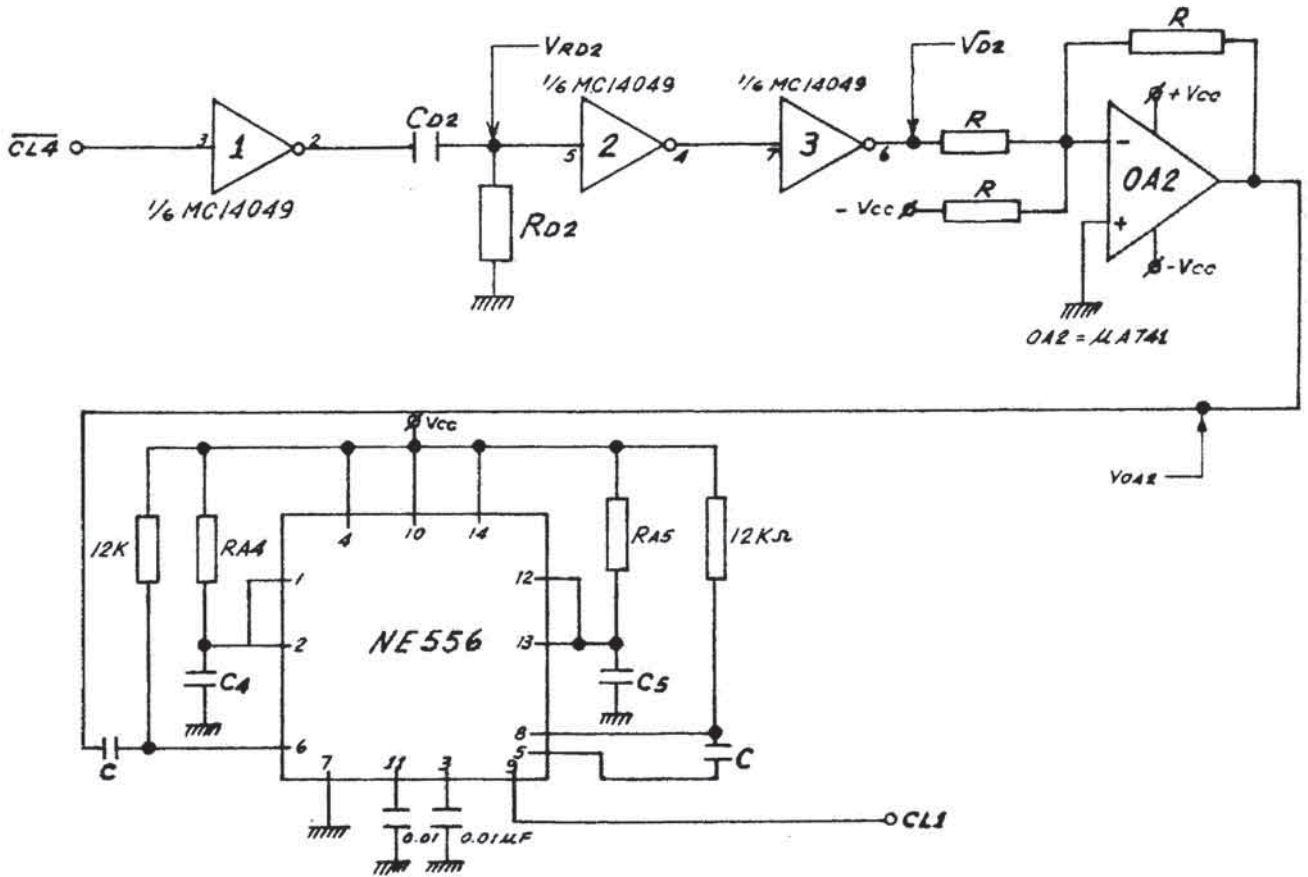 R
VRD2
VD2
1/6 MC14049
1/6 MC14049
+Vcc
CD2
R
CL4
3
1
2
5
2
4
7
3
6
-
OA2
1/6 MC14049
-Vcc
R
+
RD2
-Vcc
OA2 = µA741
Vcc
VOA2
12K
RA4
4
10
14
RA5
12KΩ
1
12
2
NE556
13
C4
C5
8
6
5
C
C
7
11
3
9
0.01
0.01µF
CL1